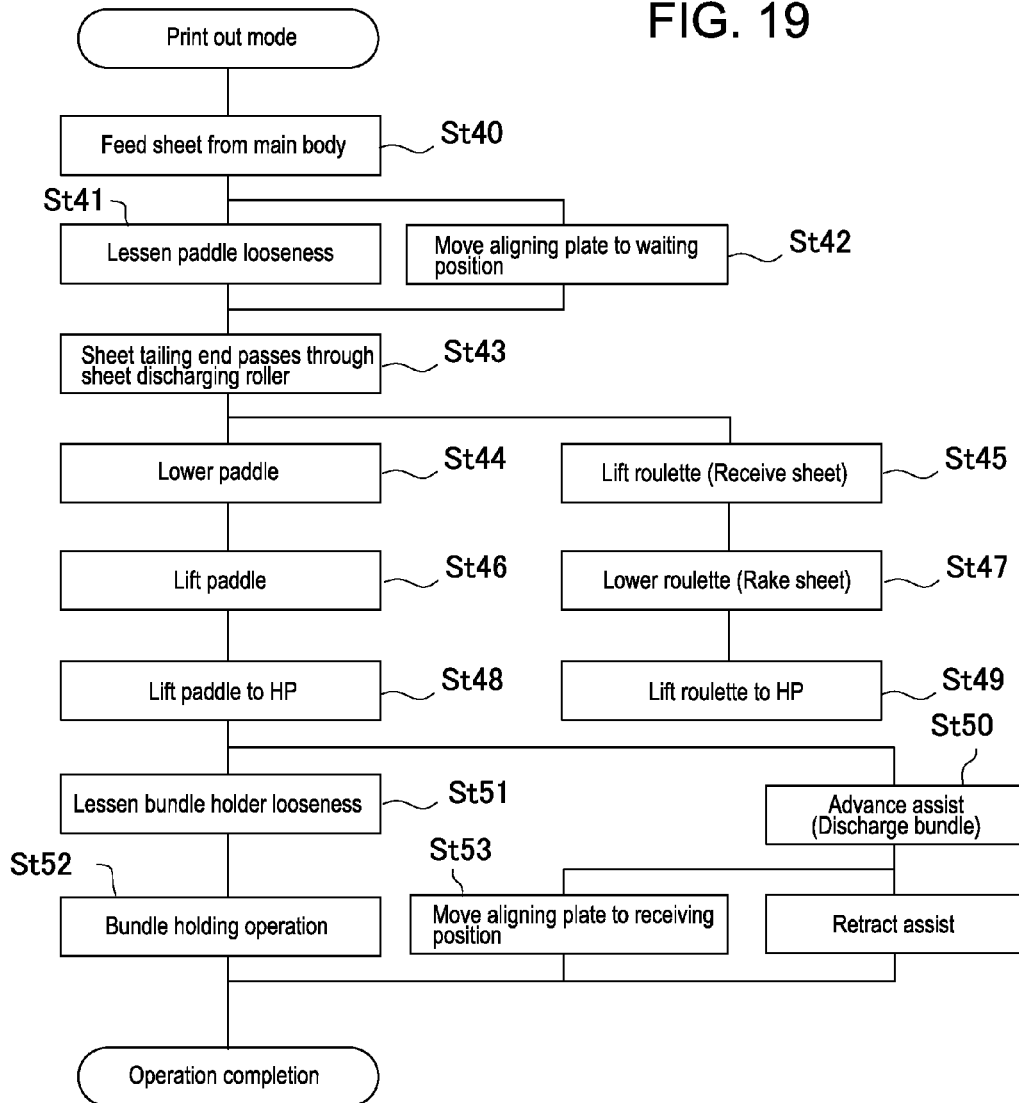 FIG. 19
Print out mode
Feed sheet from main body
St40
St41
Lessen paddle looseness
Move aligning plate to waiting
position
St42
Sheet tailing end passes through
sheet discharging roller
St43
Lower paddle
St44
Lift roulette (Receive sheet)
St45
Lift paddle
St46
Lower roulette (Rake sheet)
St47
Lift paddle to HP
St48
Lift roulette to HP
St49
St50
Lessen bundle holder looseness
St51
Advance assist
(Discharge bundle)
St52
Bundle holding operation
St53
Move aligning plate to receiving
position
Retract assist
Operation completion